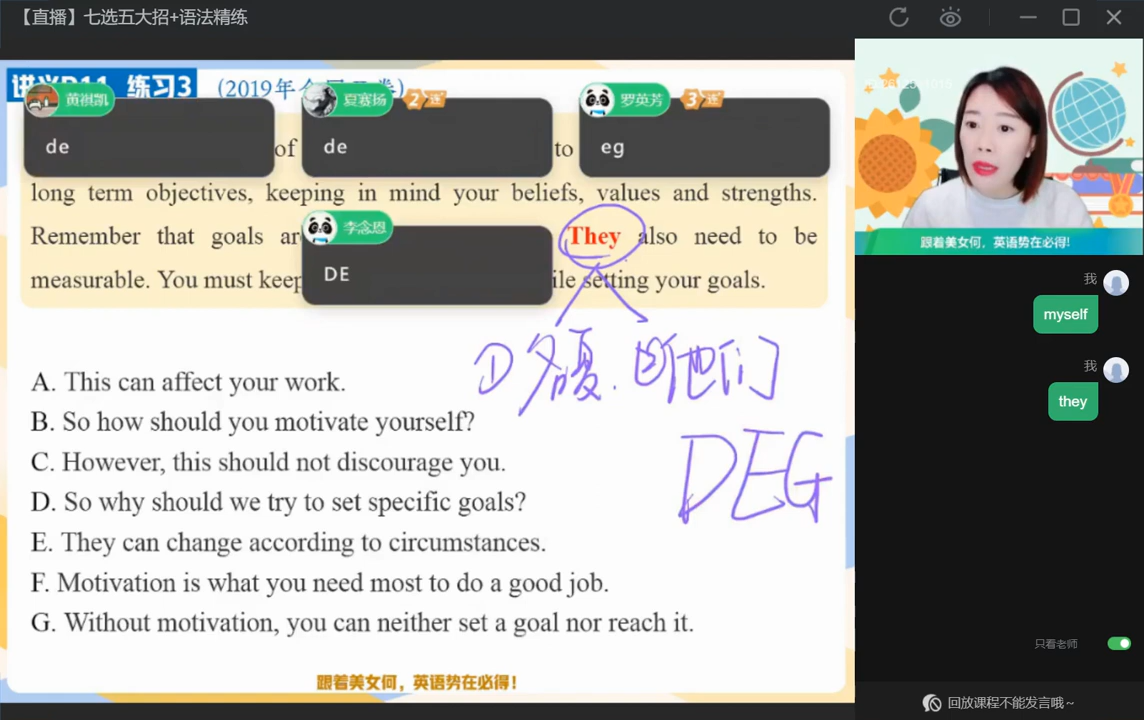 【直播】七选五大招+语法精练
练习3
(2019年
黄祺凯
夏赛扬
2连
罗英芳
3连
de
of
de
to
eg
long term objectives, keeping in mind your beliefs, values and strengths.
Remember that goals ar
李念恩
They also need to be
measurable. You must keep
DE
ile setting your goals.
① 名复. 的他们
DEG
A. This can affect your work.
B. So how should you motivate yourself?
C. However, this should not discourage you.
D. So why should we try to set specific goals?
E. They can change according to circumstances.
F. Motivation is what you need most to do a good job.
G. Without motivation, you can neither set a goal nor reach it.
跟着美女何，英语势在必得！
跟着美女何，英语势在必得!
我
myself
我
they
只看老师
回放课程不能发言哦~